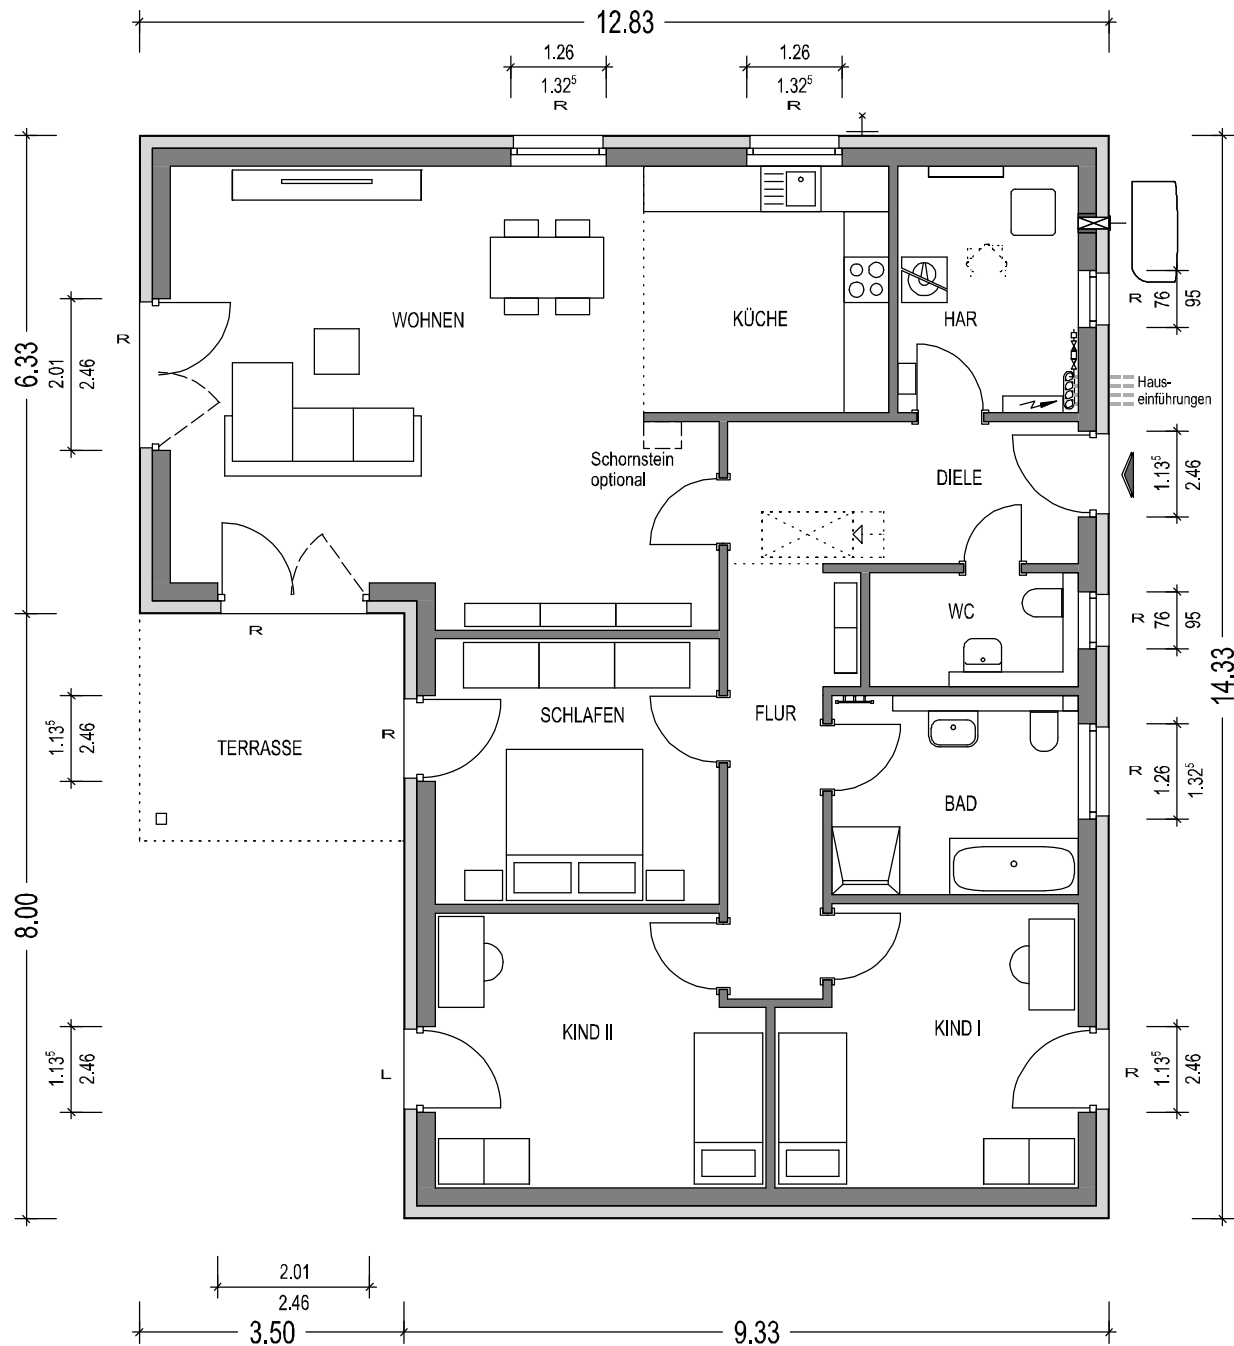 12.83
1.26
1.32⁵
R
1.26
1.32⁵
R
6.33
2.01
2.46
R
WOHNEN
KÜCHE
HAR
R
76
95
Haus-
einführungen
Schornstein
optional
DIELE
1.13⁵
2.46
R
WC
R
76
95
14.33
1.13⁵
2.46
TERRASSE
R
SCHLAFEN
FLUR
BAD
R
1.26
1.32⁵
8.00
1.13⁵
2.46
L
KIND II
KIND I
R
1.13⁵
2.46
2.01
2.46
3.50
9.33